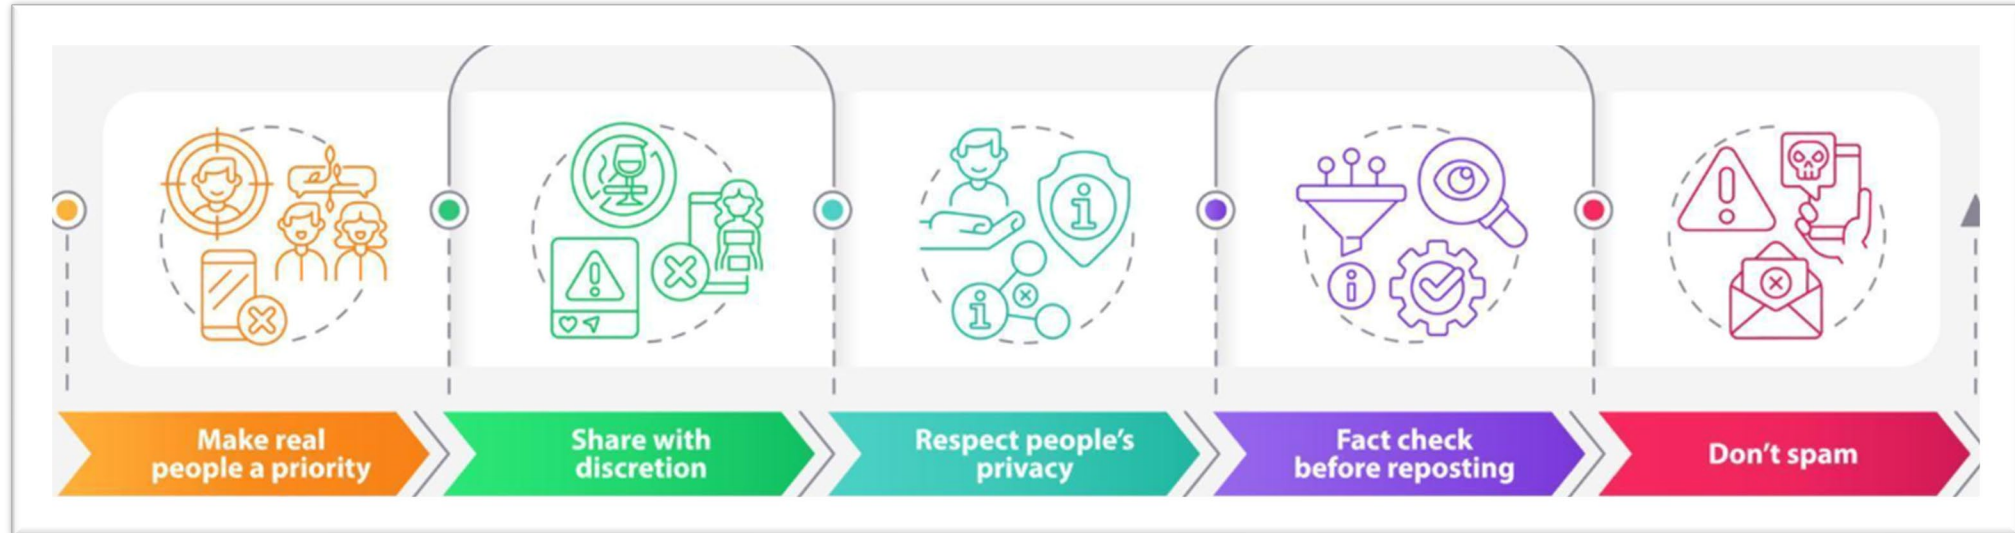 Make real
people a priority
Share with
discretion
Respect people's
privacy
Fact check
before reposting
Don't spam